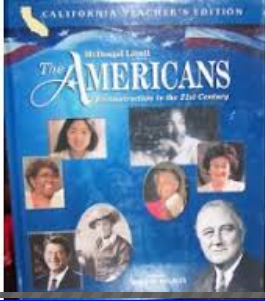 CALIFORNIA TEACHER'S EDITION
McDougal Littell
The AMERICANS
Reconstruction to the 21st Century